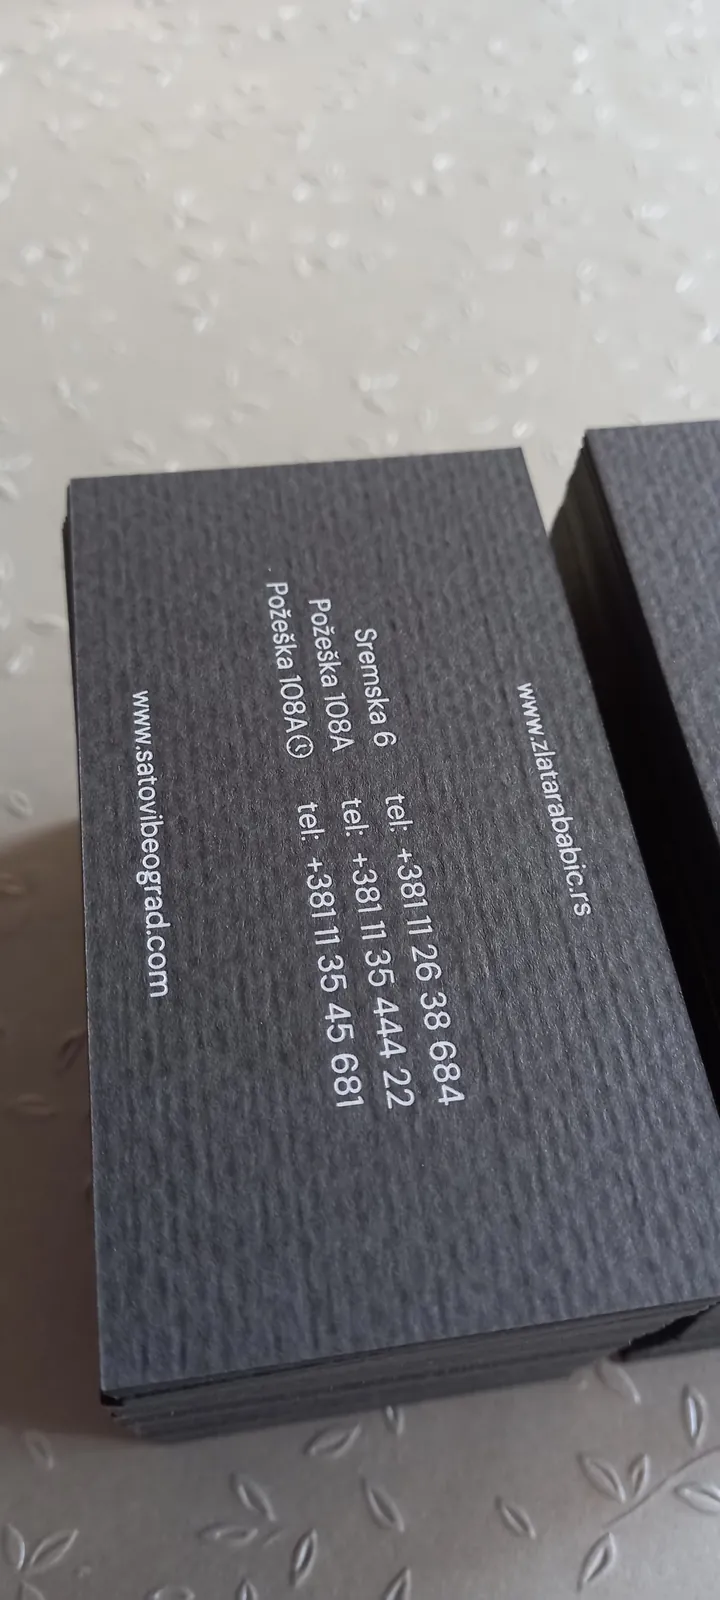 www.zlatarababic.rs
Sremska 6 tel: +381 11 26 38 684
Požeška 108A tel: +381 11 35 444 22
Požeška 108A tel: +381 11 35 45 681
www.satovibeograd.com